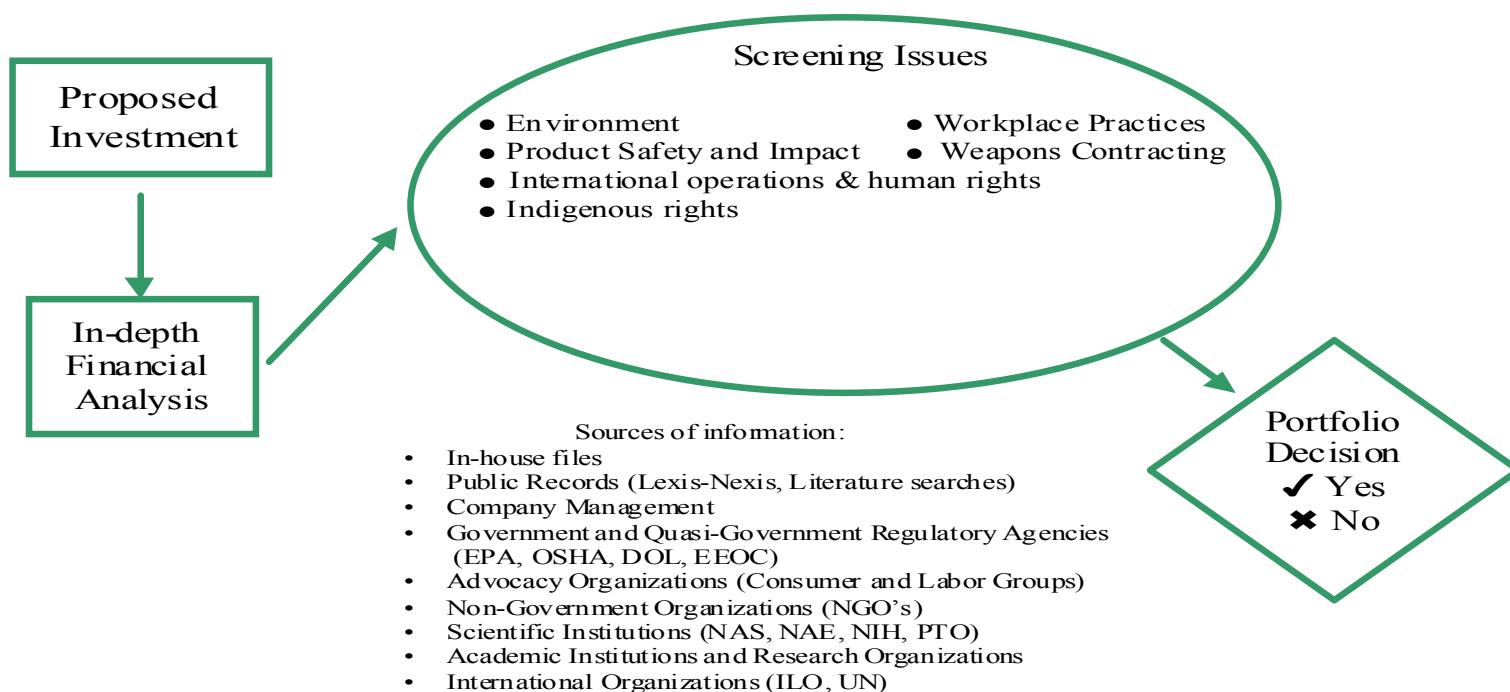 Proposed
Investment
In-depth
Financial
Analysis
Screening Issues
● Environment ● Workplace Practices
● Product Safety and Impact ● Weapons Contracting
● International operations & human rights
● Indigenous rights
Sources of information:
• In-house files
• Public Records (Lexis-Nexis, Literature searches)
• Company Management
• Government and Quasi-Government Regulatory Agencies
(EPA, OSHA, DOL, EEOC)
• Advocacy Organizations (Consumer and Labor Groups)
• Non-Government Organizations (NGO’s)
• Scientific Institutions (NAS, NAE, NIH, PTO)
• Academic Institutions and Research Organizations
• International Organizations (ILO, UN)
Portfolio
Decision
✔ Yes
✖ No